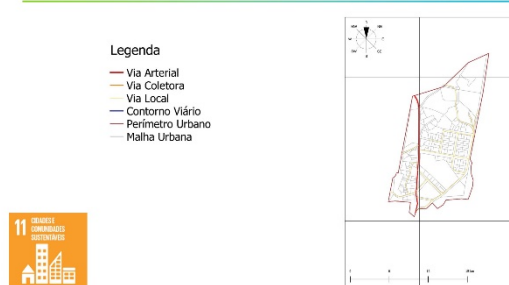 Legenda
Via Arterial
Via Coletora
Via Local
Contorno Viário
Perímetro Urbano
Malha Urbana
11 CIDADES E
COMUNIDADES
SUSTENTÁVEIS